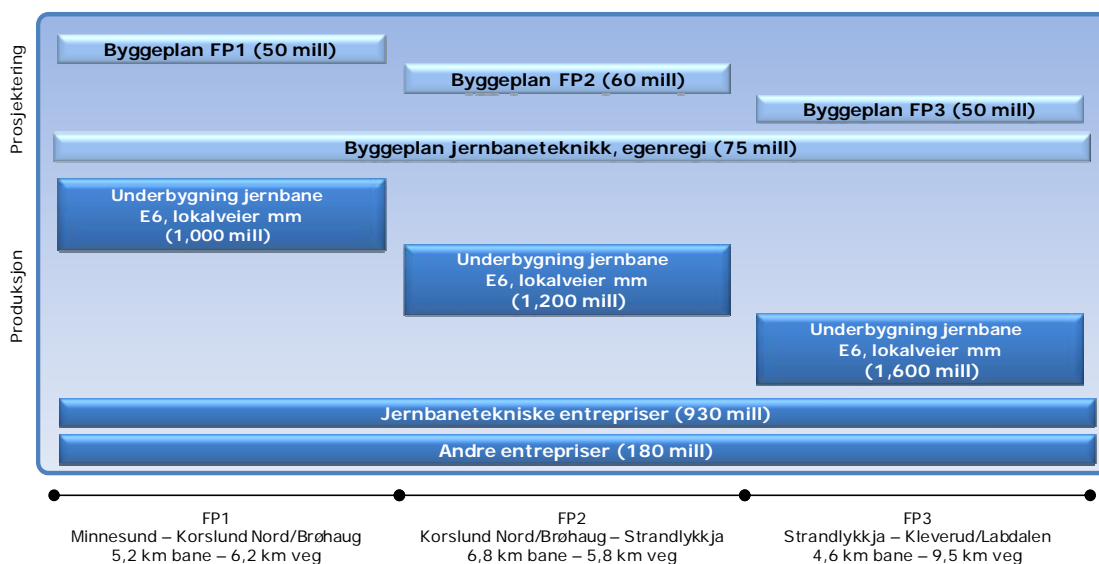 Prosjektering
Byggeplan FP1 (50 mill)
Byggeplan FP2 (60 mill)
Byggeplan FP3 (50 mill)
Byggeplan jernbaneteknikk, egenregi (75 mill)
Produksjon
Underbygning jernbane
E6, lokalveier mm
(1,000 mill)
Underbygning jernbane
E6, lokalveier mm
(1,200 mill)
Underbygning jernbane
E6, lokalveier mm
(1,600 mill)
Jernbanetekniske entrepriser (930 mill)
Andre entrepriser (180 mill)
FP1
Minnesund – Korslund Nord/Brøhaug
5,2 km bane – 6,2 km veg
FP2
Korslund Nord/Brøhaug – Strandlykkja
6,8 km bane – 5,8 km veg
FP3
Strandlykkja – Kleverud/Labdalen
4,6 km bane – 9,5 km veg